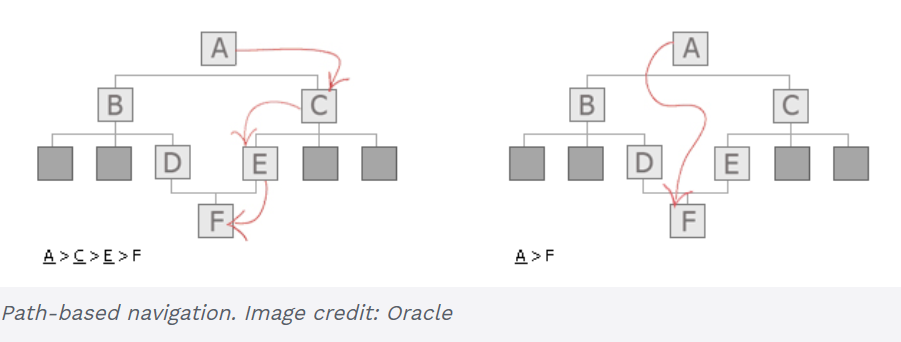 A A
B C B C
D E D E
F F
A>C>E>F A>F
Path-based navigation. Image credit: Oracle